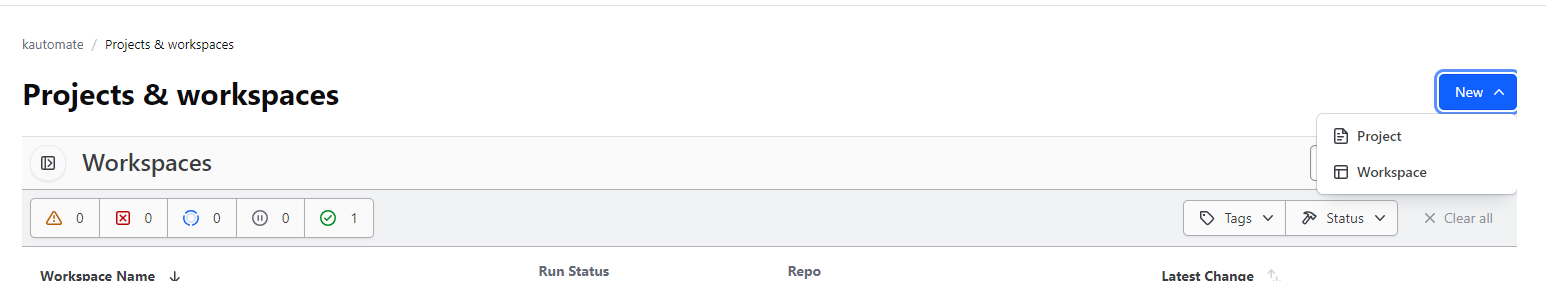 kautomate / Projects & workspaces
Projects & workspaces
New
Project
Workspaces
Workspace
0 0 0 0 1
Tags Status Clear all
Workspace Name Run Status Repo Latest Change